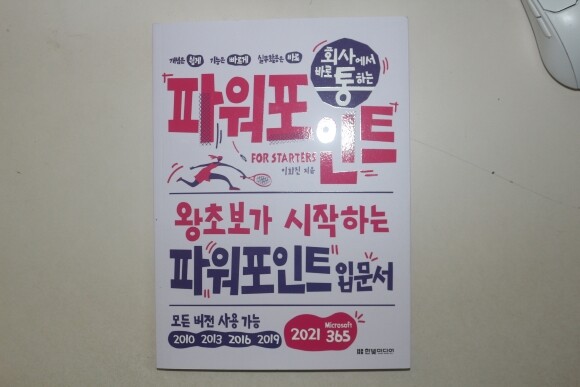 개념은 쉽게 기능은 빠르게 실무활용은 바로
회사에서
바로 통하는
파워포인트
FOR STARTERS
이화진 지음
왕초보가 시작하는
파워포인트 입문서
모든 버전 사용 가능
2010 2013 2016 2019 2021 Microsoft 365
한빛미디어